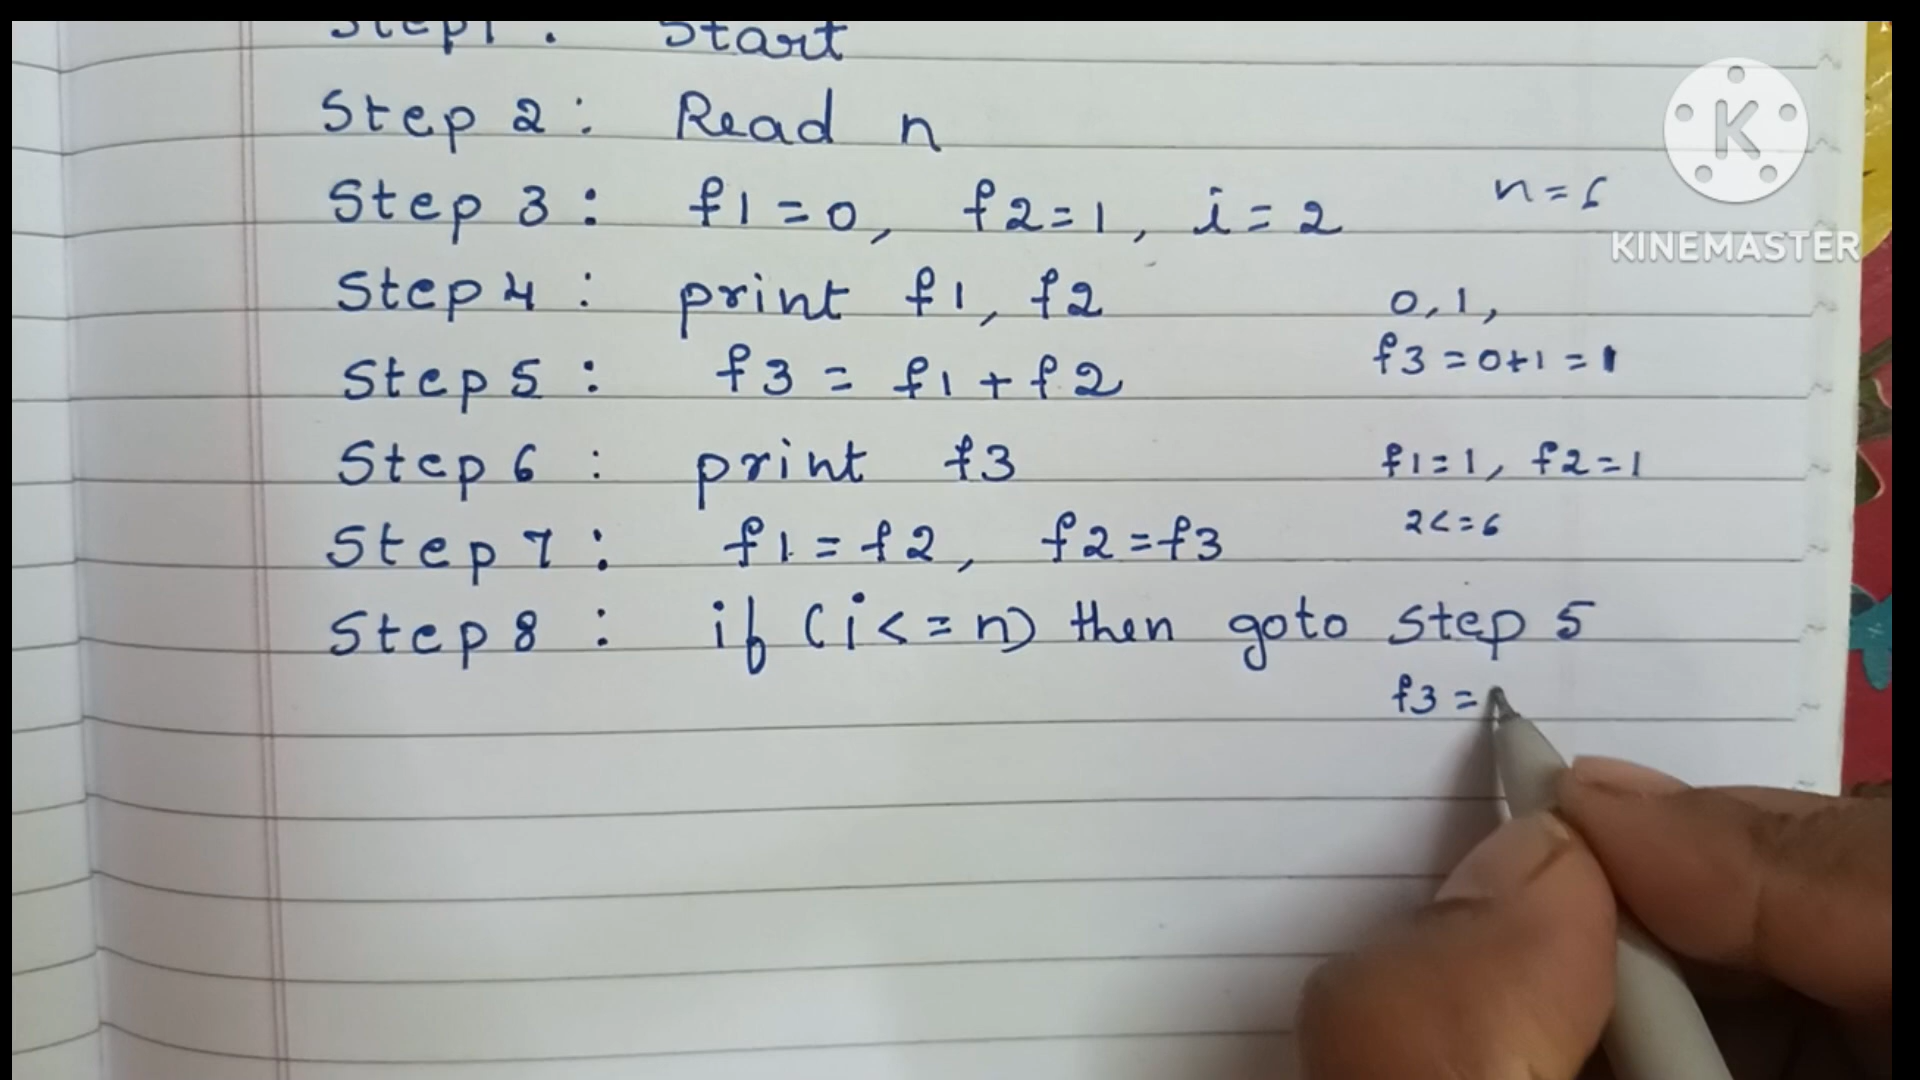 Step1 : Start
Step 2 : Read n
Step 3 : f1=0, f2=1, i=2
n=6
KINEMASTER
Step 4 : print f1, f2
0,1,
Step 5 : f3 = f1+f2
f3=0+1=1
Step 6 : print f3
f1=1, f2=1
Step 7 : f1=f2, f2=f3
2<=6
Step 8 : if (i<=n) then goto step 5
f3 =